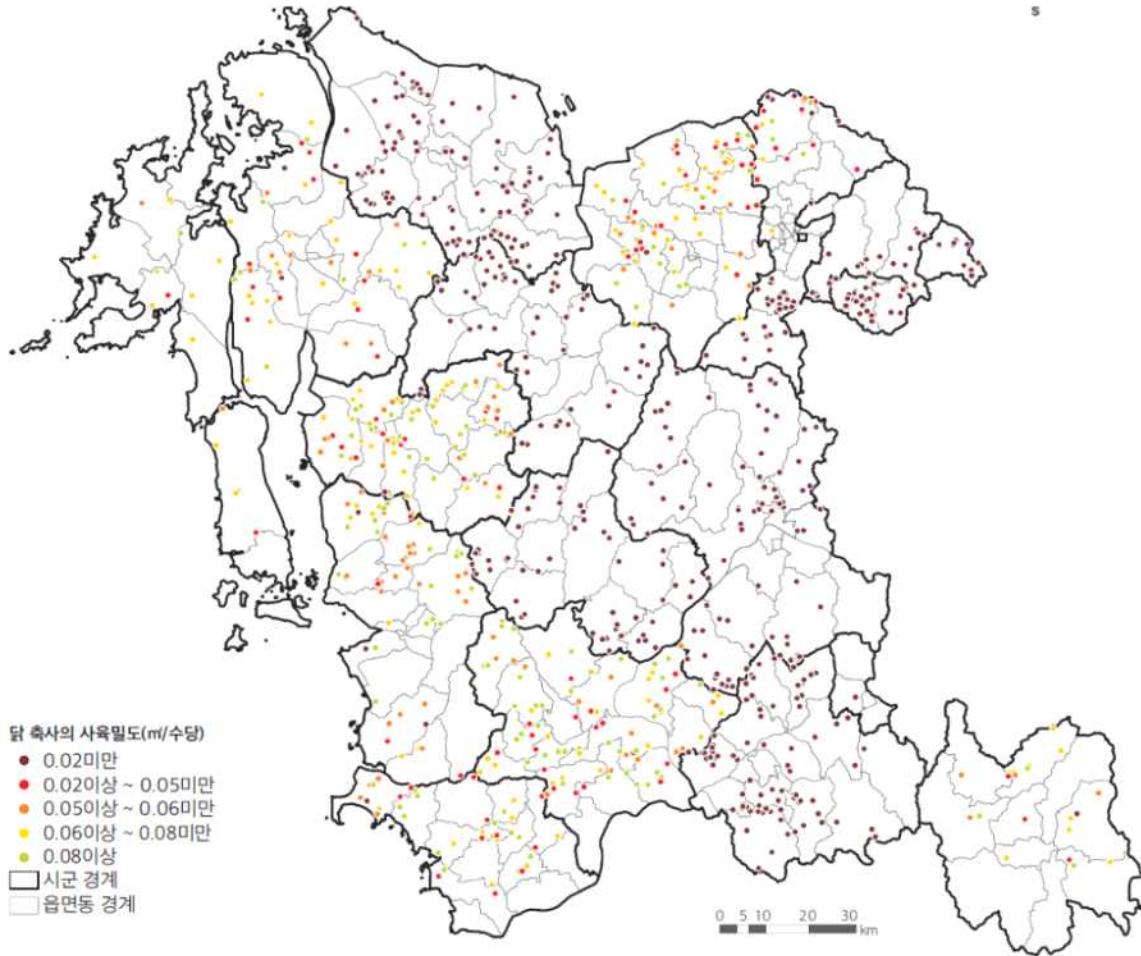 s
닭 축사의 사육밀도(㎡/수당)
0.02미만
0.02이상 ~ 0.05미만
0.05이상 ~ 0.06미만
0.06이상 ~ 0.08미만
0.08이상
시군 경계
읍면동 경계
0 5 10 20 30
km